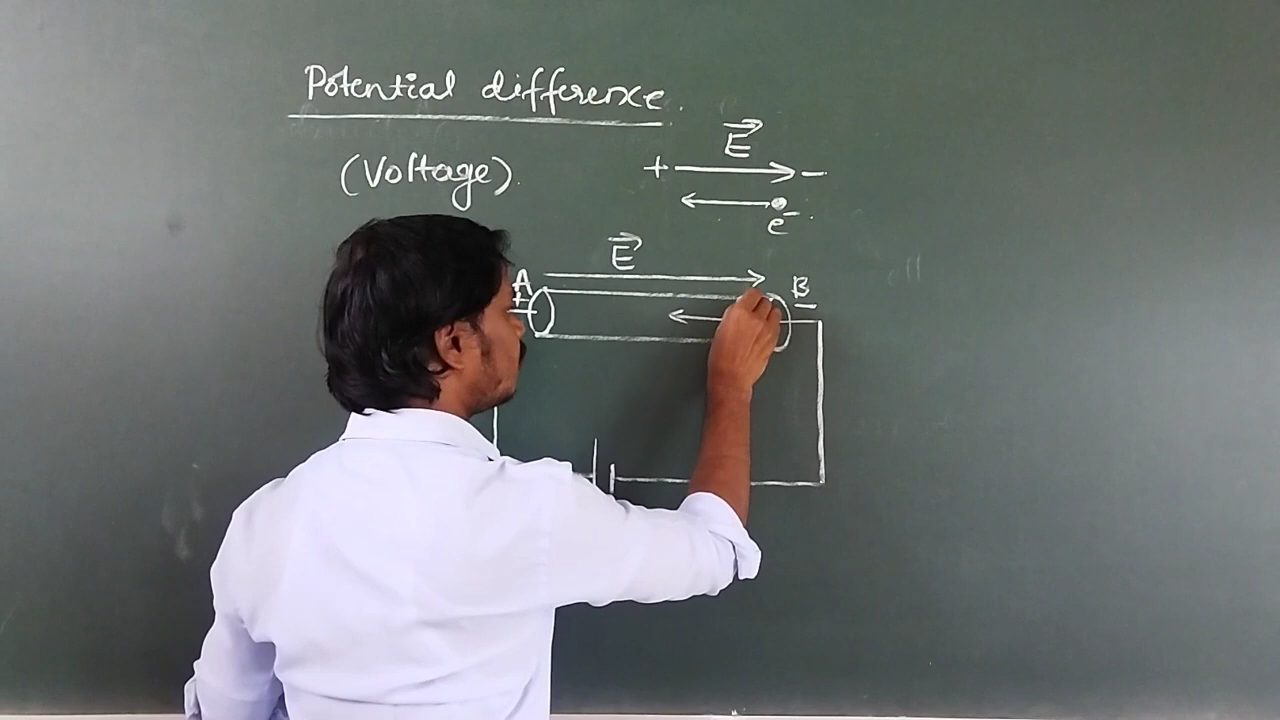 Potential difference.
(Voltage).
E
+ −
e⁻
E
A B
+ −